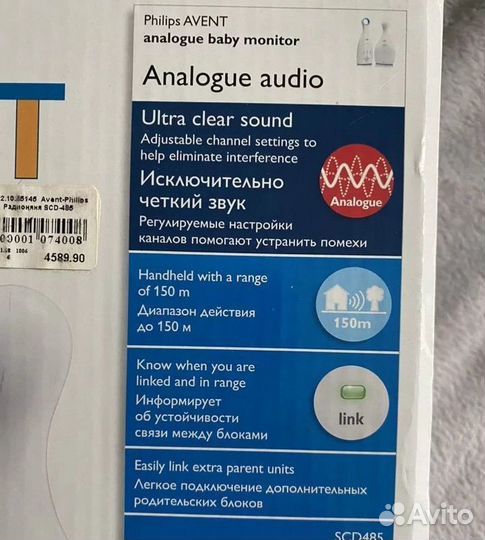 Philips AVENT
analogue baby monitor
Analogue audio
Ultra clear sound
Adjustable channel settings to
help eliminate interference
Исключительно
четкий звук
Регулируемые настройки
каналов помогают устранить помехи
Analogue
T
Avent-Philips
Радионяня SCD-485
00001 074008
4589.90
Handheld with a range
of 150 m
Диапазон действия
до 150 м
150m
Know when you are
linked and in range
Информирует
об устойчивости
связи между блоками
link
Easily link extra parent units
Легкое подключение дополнительных
родительских блоков
SCD485
Avito